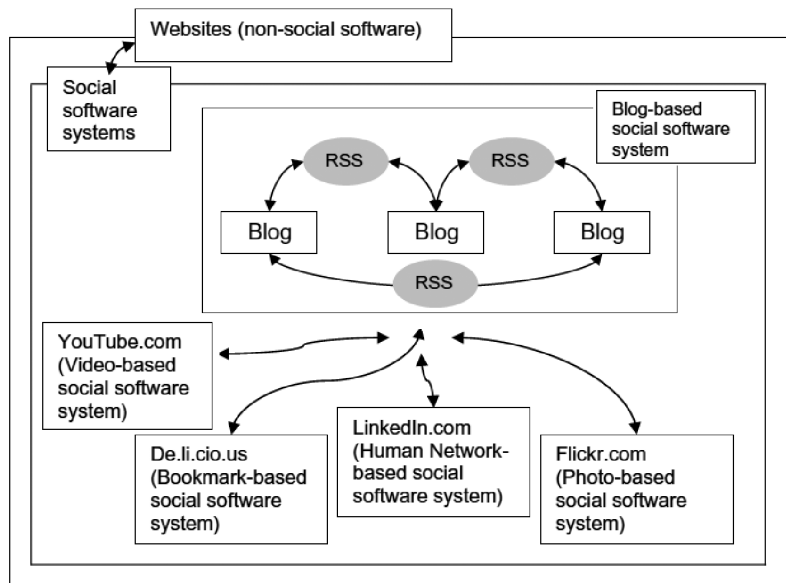 Websites (non-social software)
Social
software
systems
Blog-based
social software
system
RSS
RSS
Blog
Blog
Blog
RSS
YouTube.com
(Video-based
social software
system)
De.li.cio.us
(Bookmark-based
social software
system)
LinkedIn.com
(Human Network-
based social
software system)
Flickr.com
(Photo-based
social software
system)